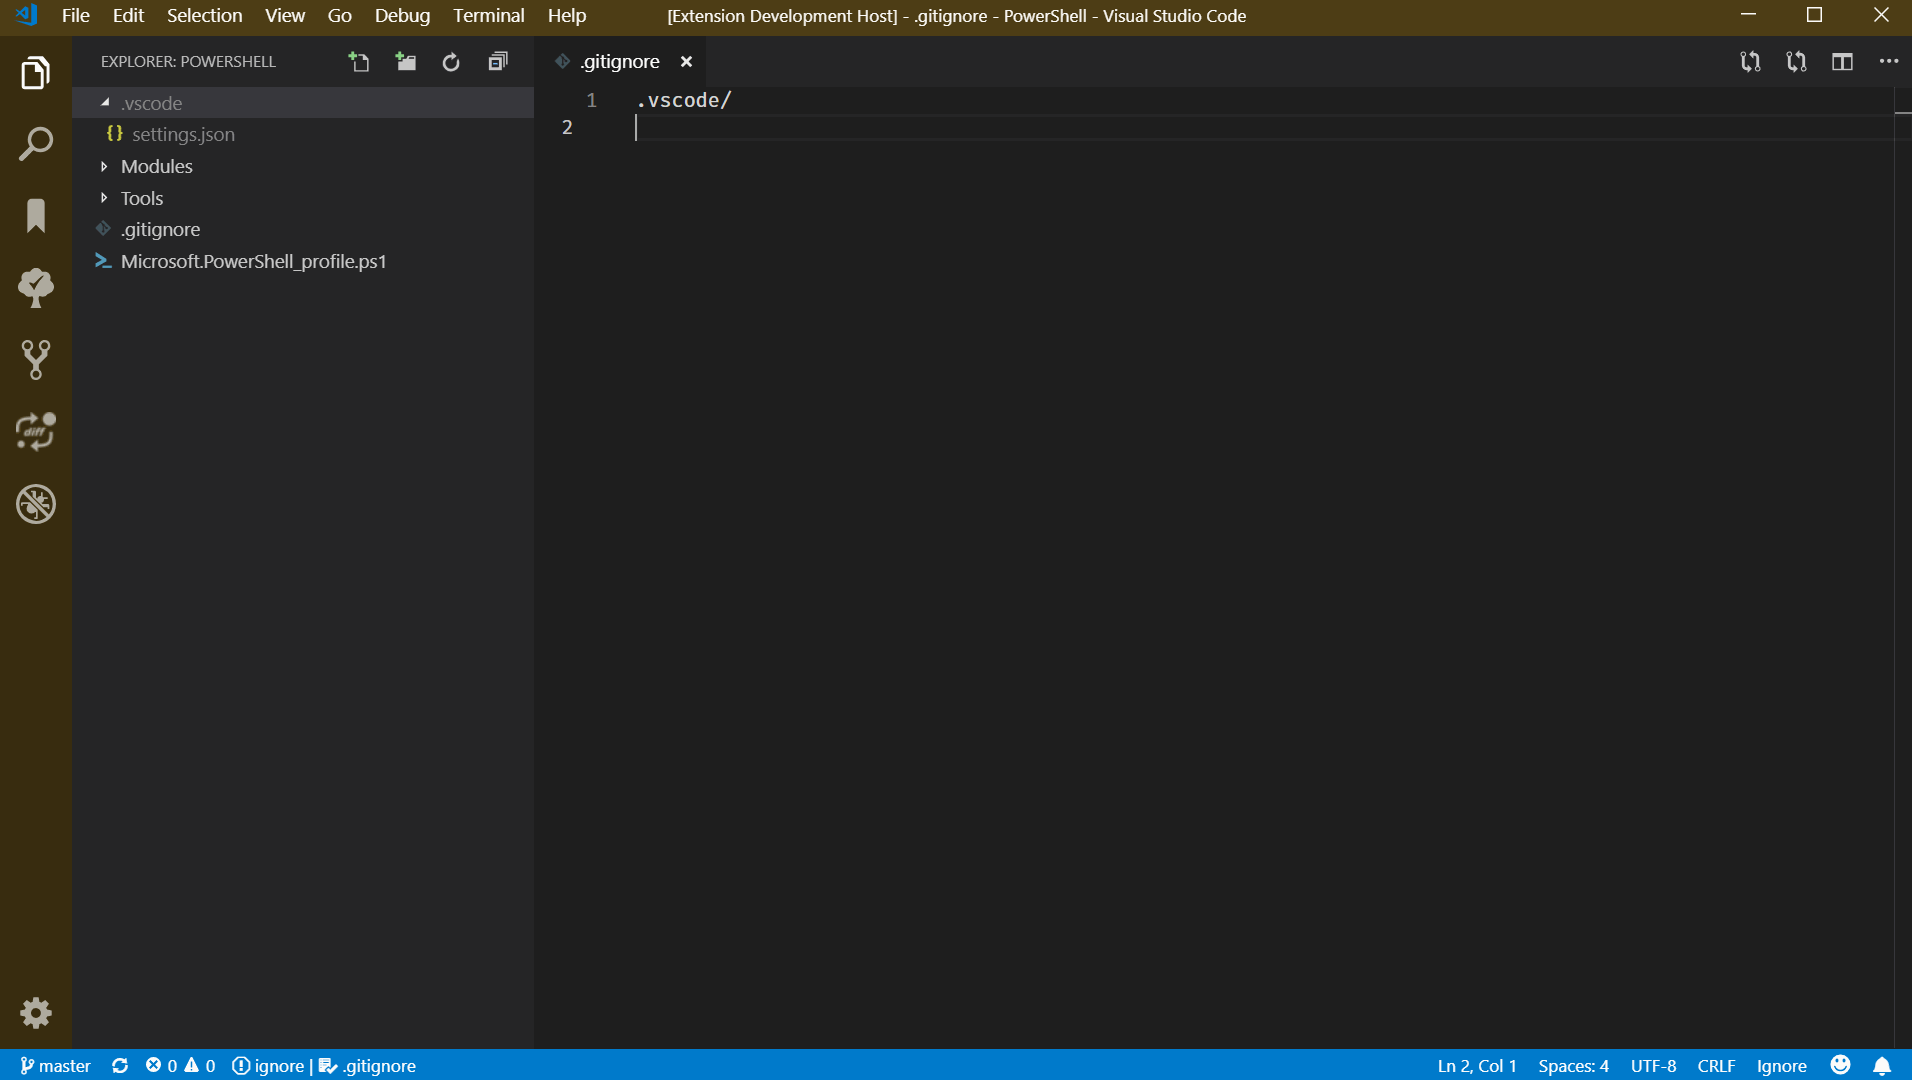 File Edit Selection View Go Debug Terminal Help [Extension Development Host] - .gitignore - PowerShell - Visual Studio Code
EXPLORER: POWERSHELL
.vscode
{} settings.json
Modules
Tools
.gitignore
Microsoft.PowerShell_profile.ps1
diff
.gitignore
1 .vscode/
2
master 0 0 ignore | .gitignore Ln 2, Col 1 Spaces: 4 UTF-8 CRLF Ignore